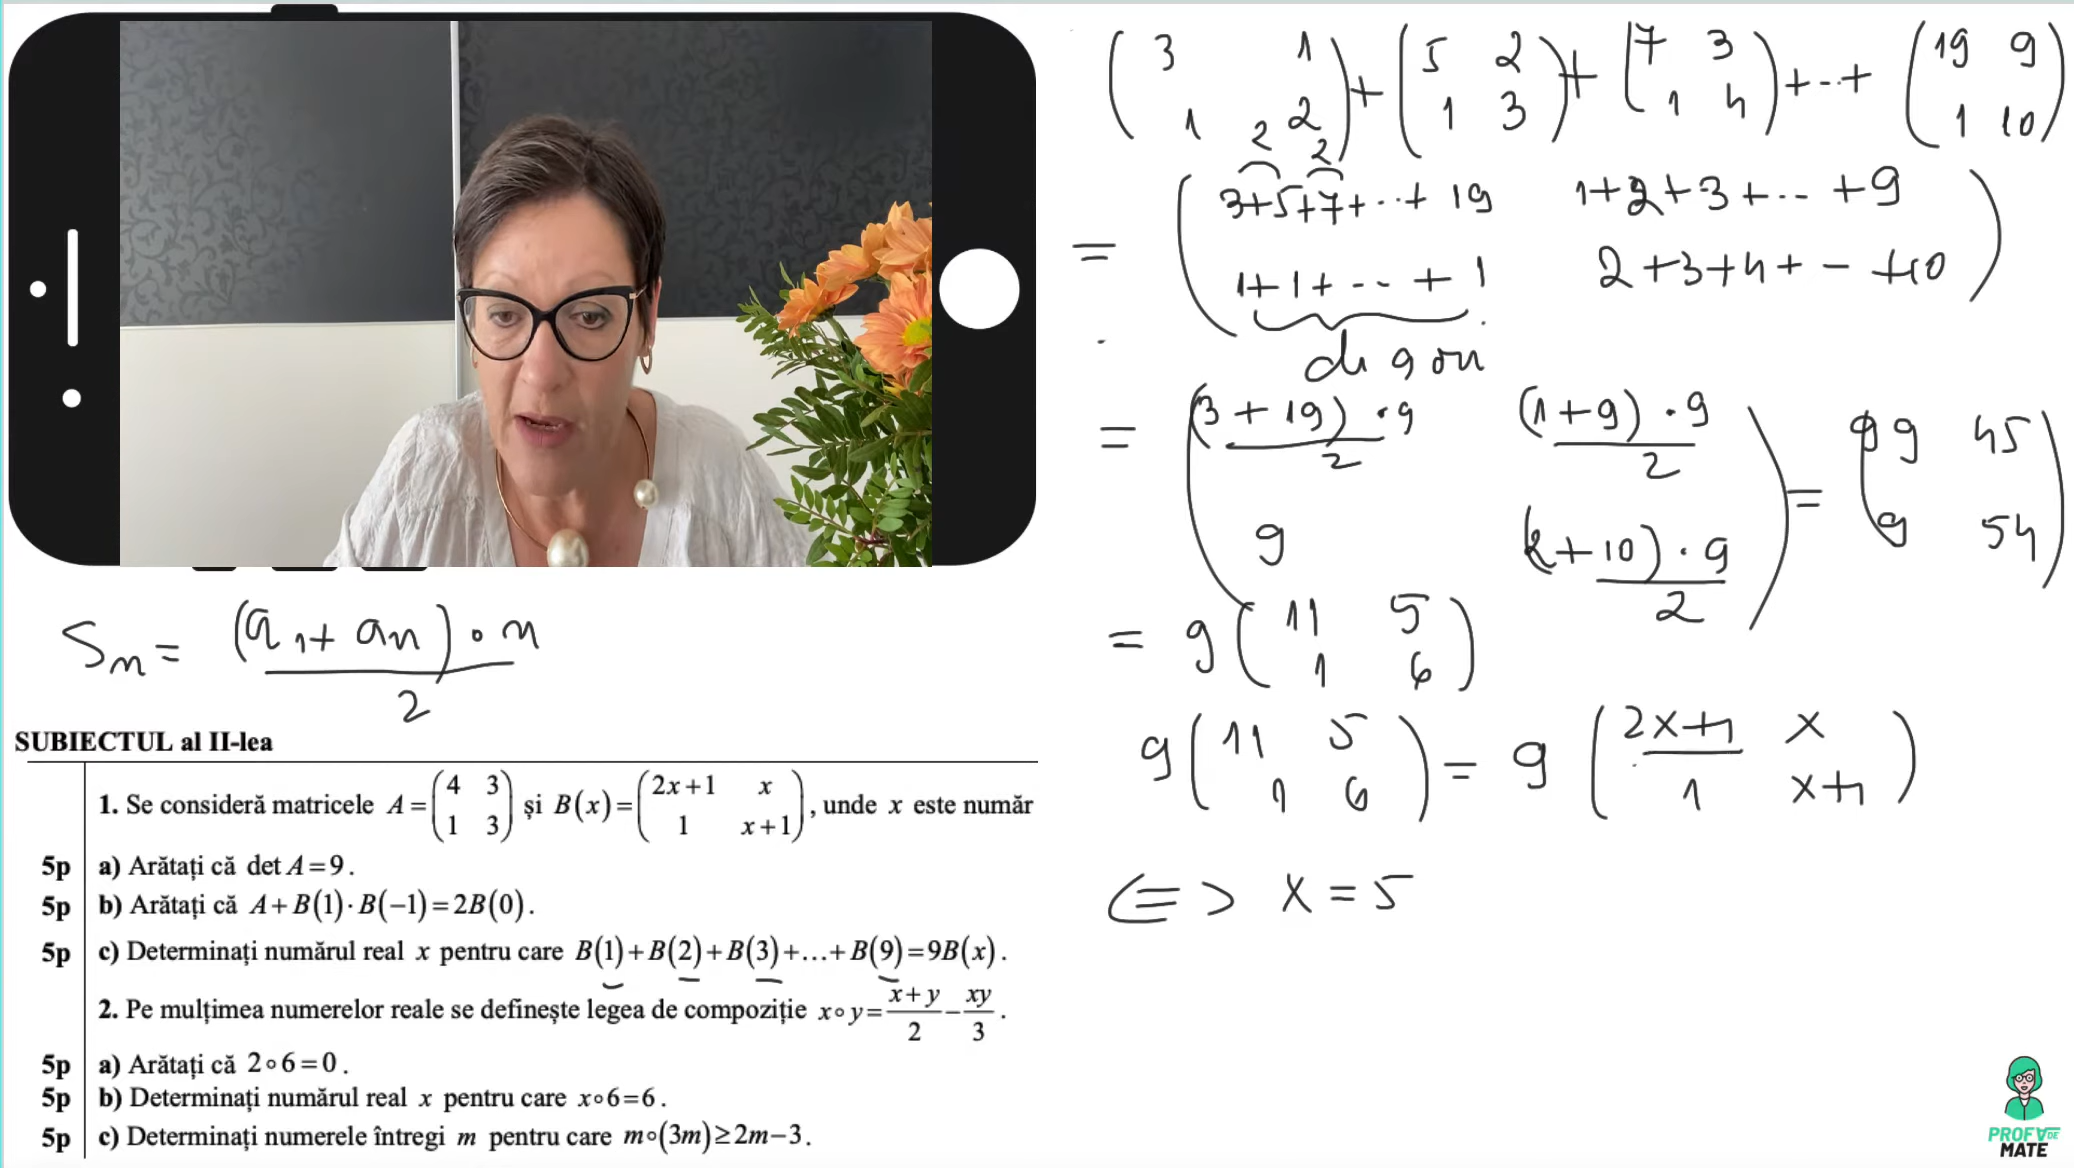 (3 1 1 2) + (5 2 1 3) + (7 3 1 4) + -- + (19 9 1 10)
2 2
= (3+5+7+ -- + 19 1+2+3+ -- +9
1+1+ -- + 1 2+3+4+ - +10)
di 9 ori
= ((3+19)·9/2 (1+9)·9/2
9 (2+10)·9/2) = (99 45
9 54)
= 9(11 5
1 6)
9(11 5 1 6) = 9(2x+1 x 1 x+1)
<=> x = 5
Sn = (a1+an)·n/2
SUBIECTUL al II-lea
1. Se consideră matricele A=(4 3 1 3) și B(x)=(2x+1 x 1 x+1), unde x este număr
5p a) Arătați că det A=9.
5p b) Arătați că A+B(1)·B(−1)=2B(0).
5p c) Determinați numărul real x pentru care B(1)+B(2)+B(3)+...+B(9)=9B(x).
2. Pe mulțimea numerelor reale se definește legea de compoziție x∘y=x+y/2−xy/3.
5p a) Arătați că 2∘6=0.
5p b) Determinați numărul real x pentru care x∘6=6.
5p c) Determinați numerele întregi m pentru care m∘(3m)≥2m−3.
PROFA DE
MATE